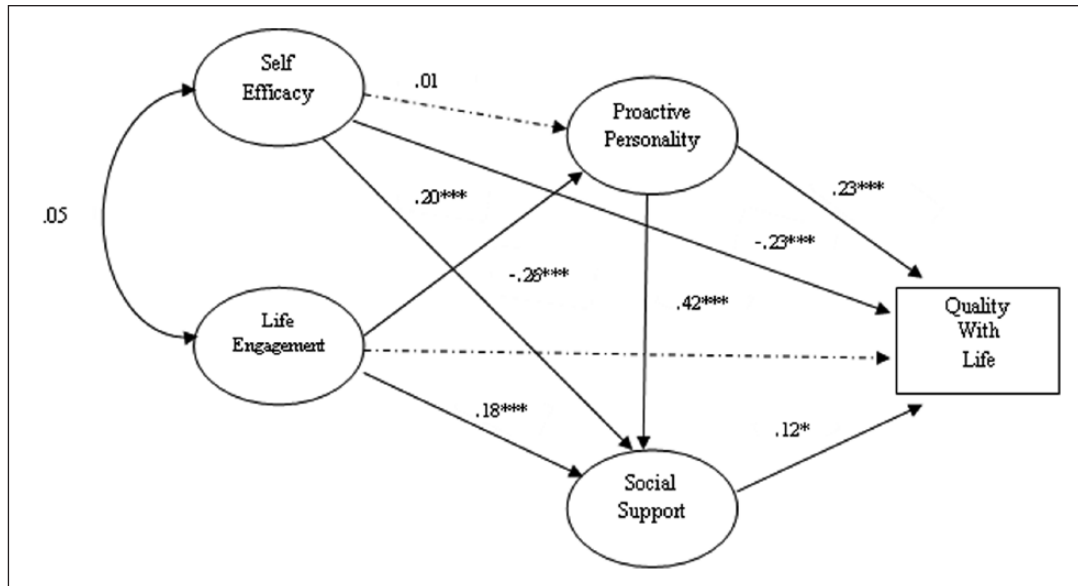 Self
Efficacy
.01
Proactive
Personality
.05
.20***
.23***
-.23***
-.26***
.42***
Life
Engagement
Quality
With
Life
.18***
.12*
Social
Support